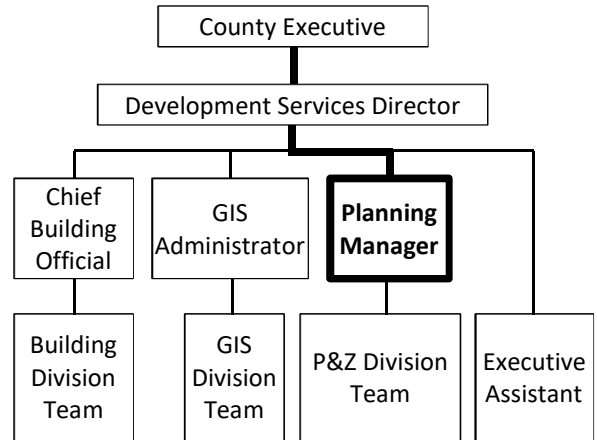 County Executive
Development Services Director
Chief
Building
Official
GIS
Administrator
Planning
Manager
Building
Division
Team
GIS
Division
Team
P&Z Division
Team
Executive
Assistant